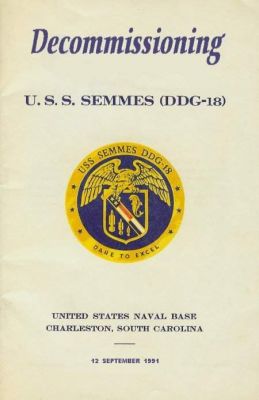 Decommissioning
U. S. S. SEMMES (DDG-18)
USS SEMMES DDG-18
DARE TO EXCEL
UNITED STATES NAVAL BASE
CHARLESTON, SOUTH CAROLINA
12 SEPTEMBER 1991